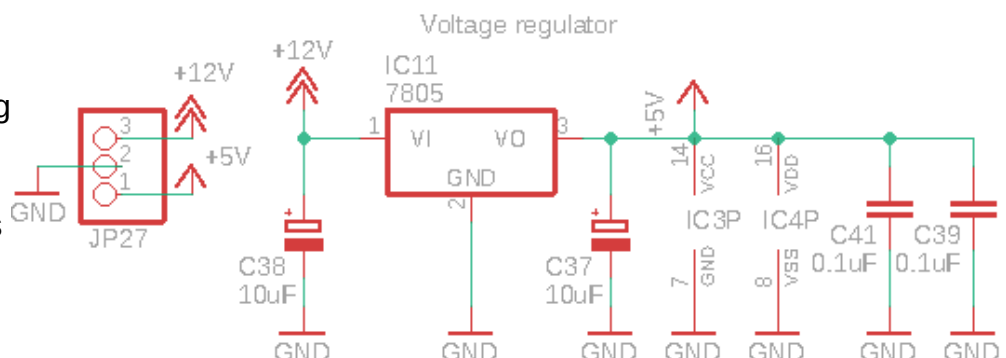 Voltage regulator
+12V
+12V
IC11
7805
g
3
2
1
+5V
GND
s
JP27
1
VI
VO
3
GND
2
+5V
14
VCC
16
VDD
IC3P
IC4P
7
GND
8
VSS
C38
10uF
C37
10uF
C41
0.1uF
C39
0.1uF
GND
GND
GND
GND
GND
GND
GND